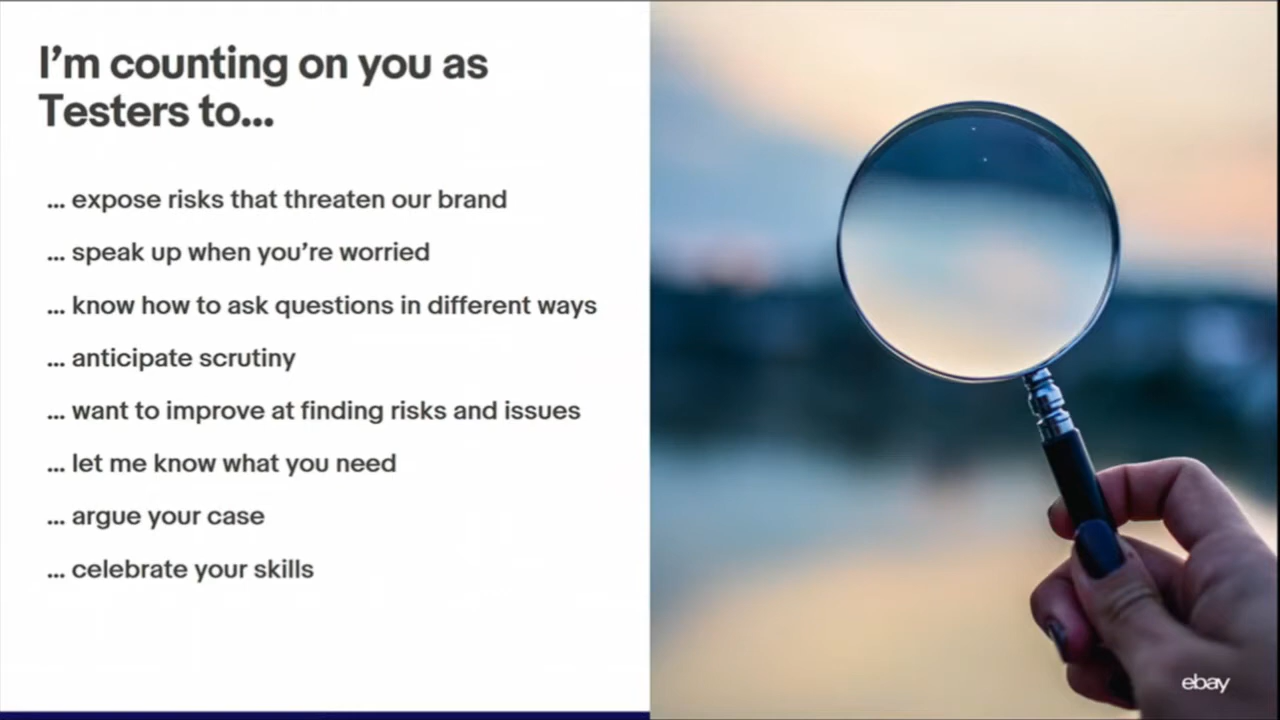 I’m counting on you as
Testers to...
... expose risks that threaten our brand
... speak up when you’re worried
... know how to ask questions in different ways
... anticipate scrutiny
... want to improve at finding risks and issues
... let me know what you need
... argue your case
... celebrate your skills
ebay